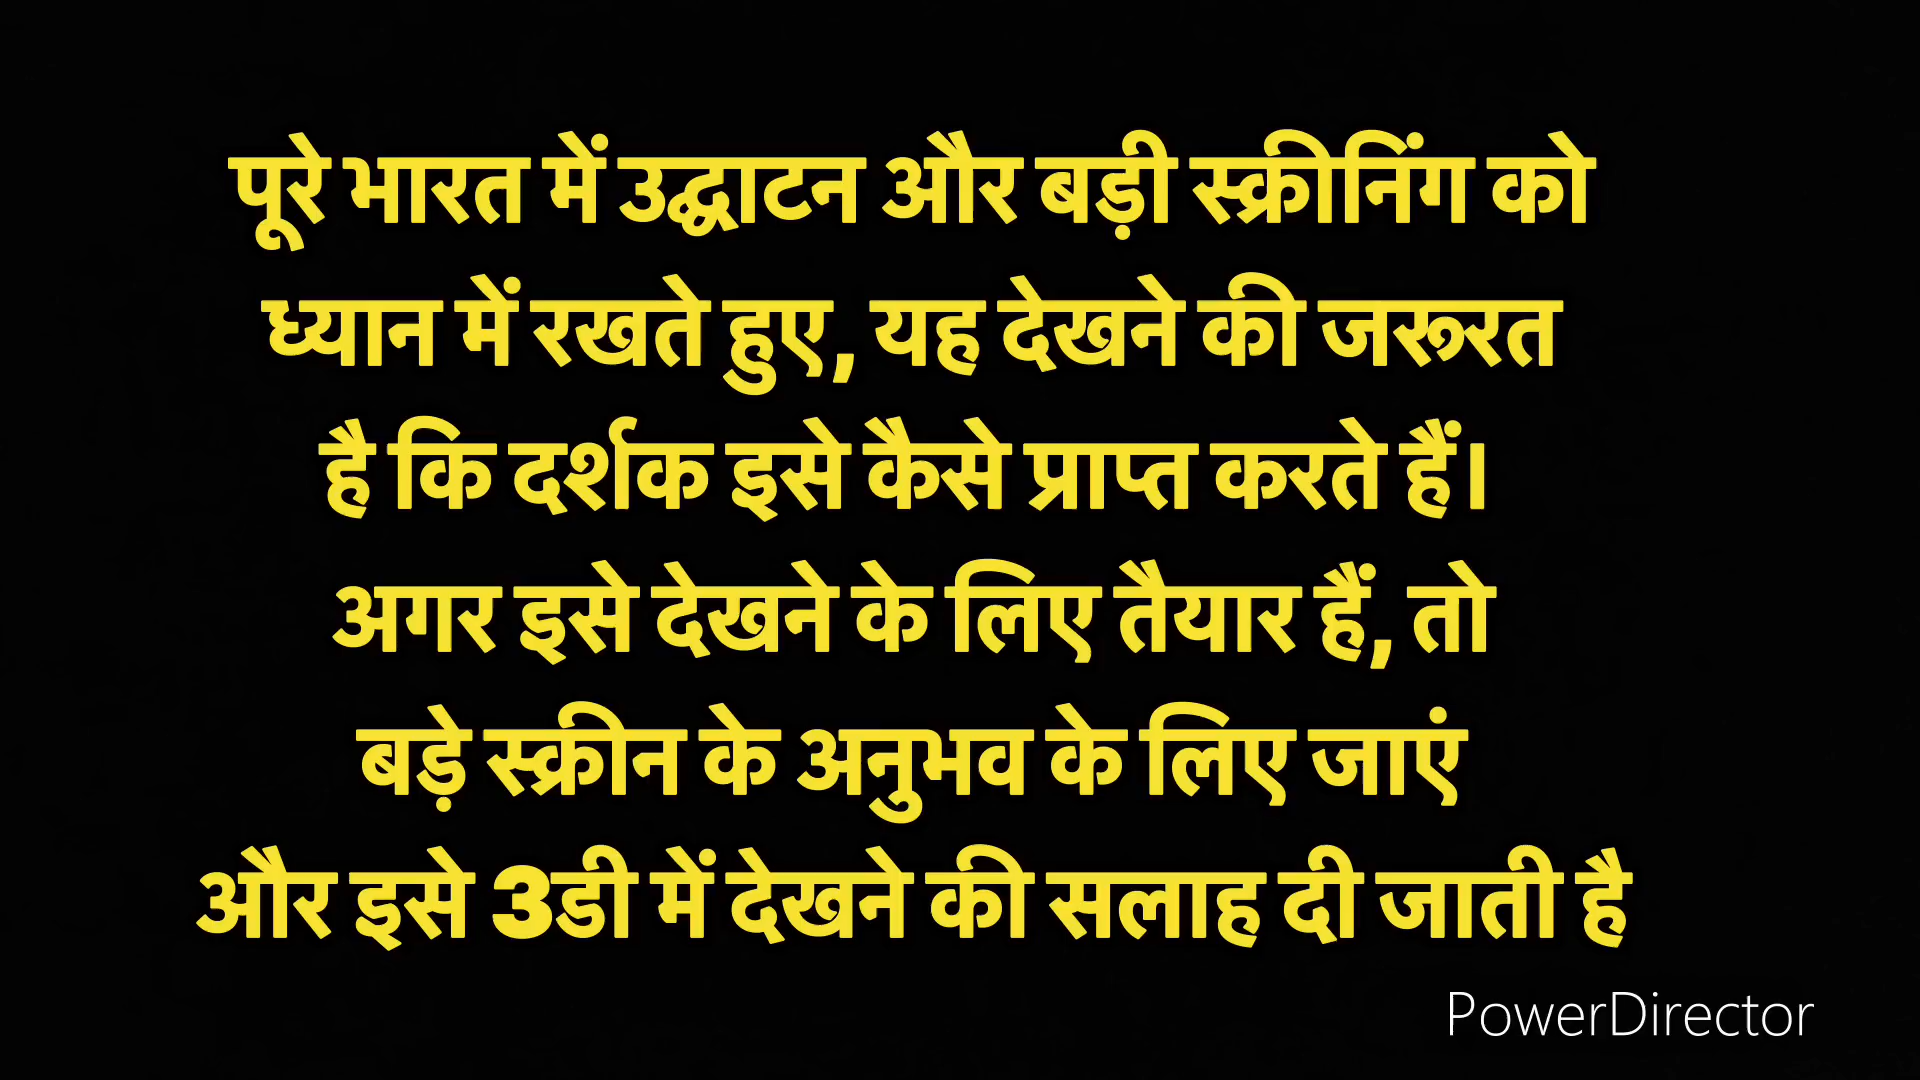 पूरे भारत में उद्घाटन और बड़ी स्क्रीनिंग को
ध्यान में रखते हुए, यह देखने की जरूरत
है कि दर्शक इसे कैसे प्राप्त करते हैं।
अगर इसे देखने के लिए तैयार हैं, तो
बड़े स्क्रीन के अनुभव के लिए जाएं
और इसे 3डी में देखने की सलाह दी जाती है
PowerDirector